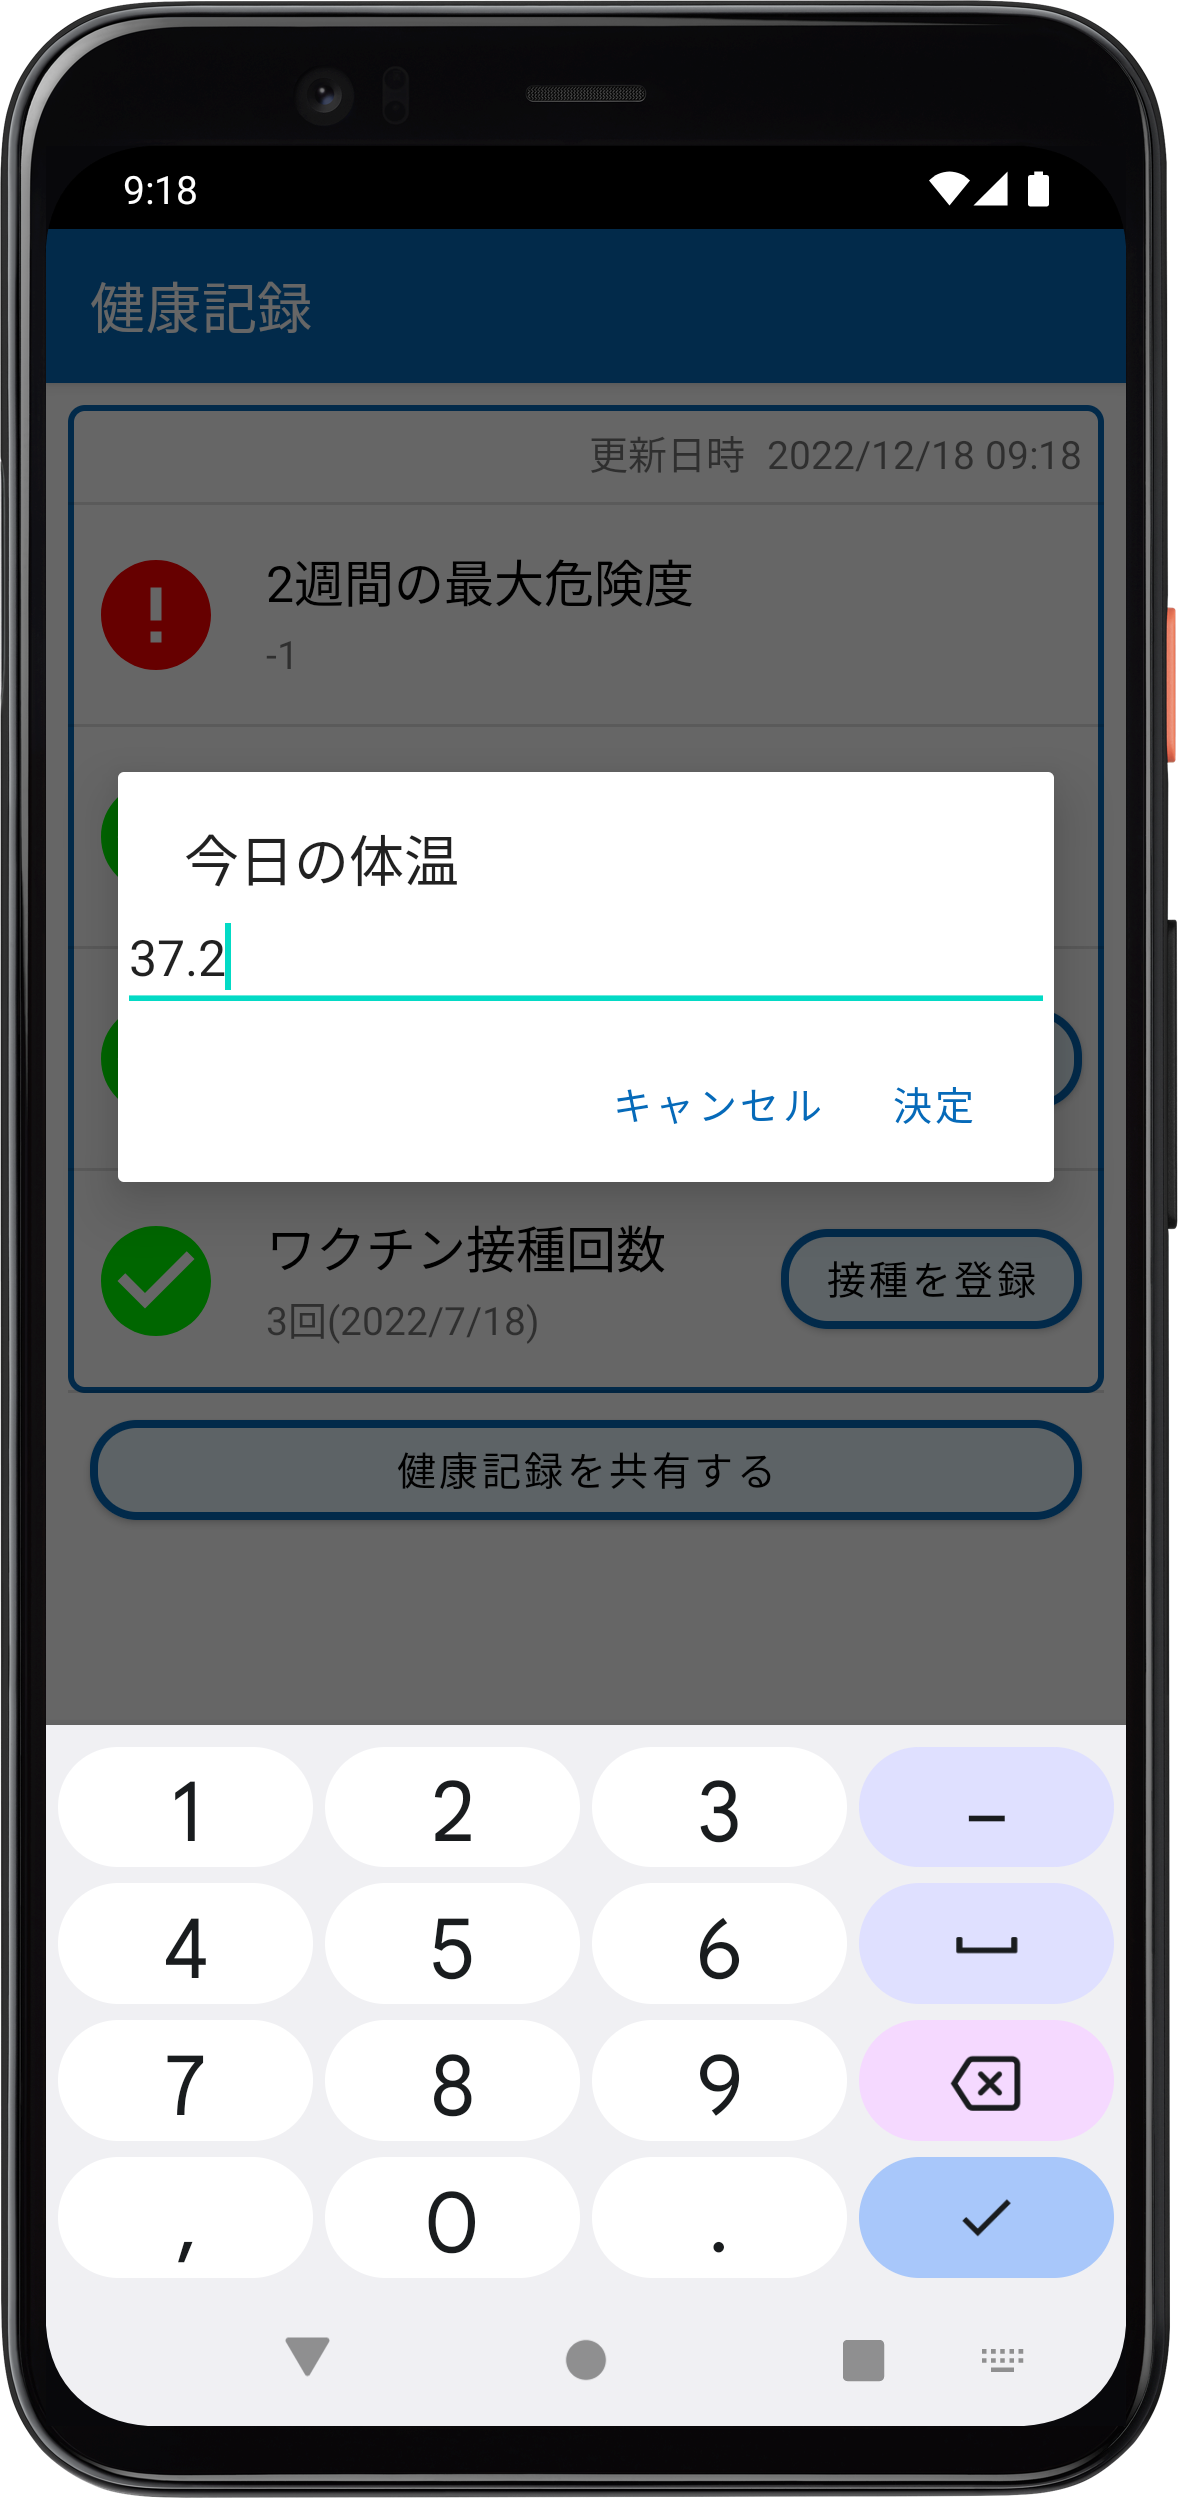 9:18
健康記録
更新日時 2022/12/18 09:18
2週間の最大危険度
-1
今日の体温
37.2
キャンセル 決定
ワクチン接種回数
3回(2022/7/18)
接種を登録
健康記録を共有する
1 2 3 –
4 5 6
7 8 9
, 0 .